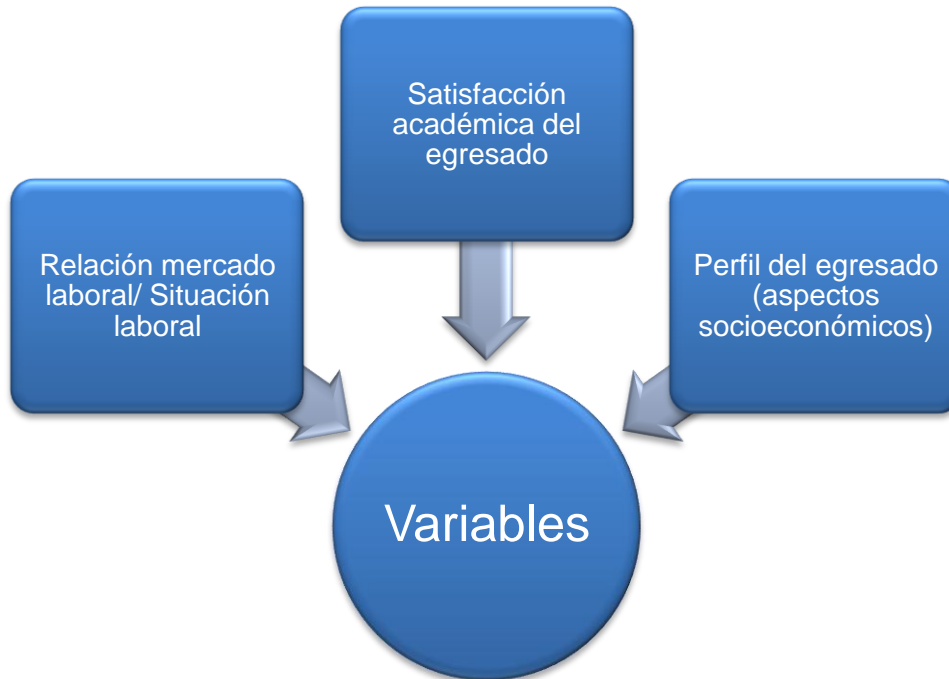 Satisfacción
académica del
egresado
Relación mercado
laboral/ Situación
laboral
Perfil del egresado
(aspectos
socioeconómicos)
Variables